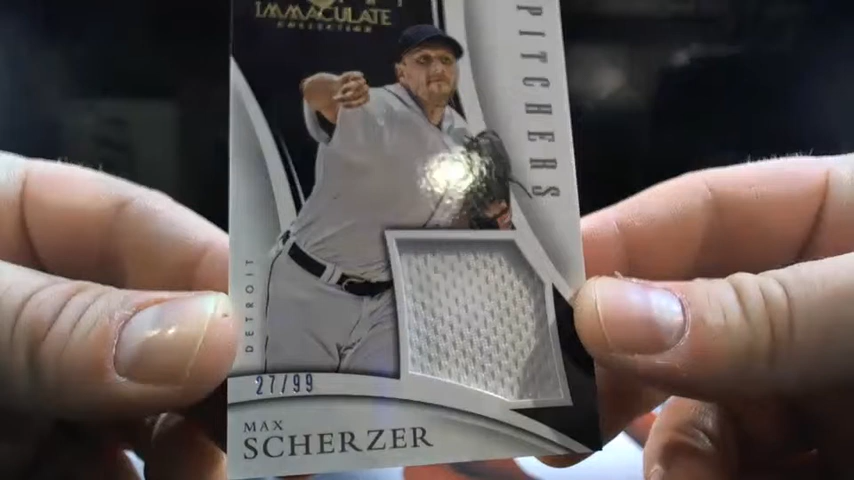 IMMACULATE
COLLECTION
PITCHERS
DETROIT
27/99
MAX
SCHERZER